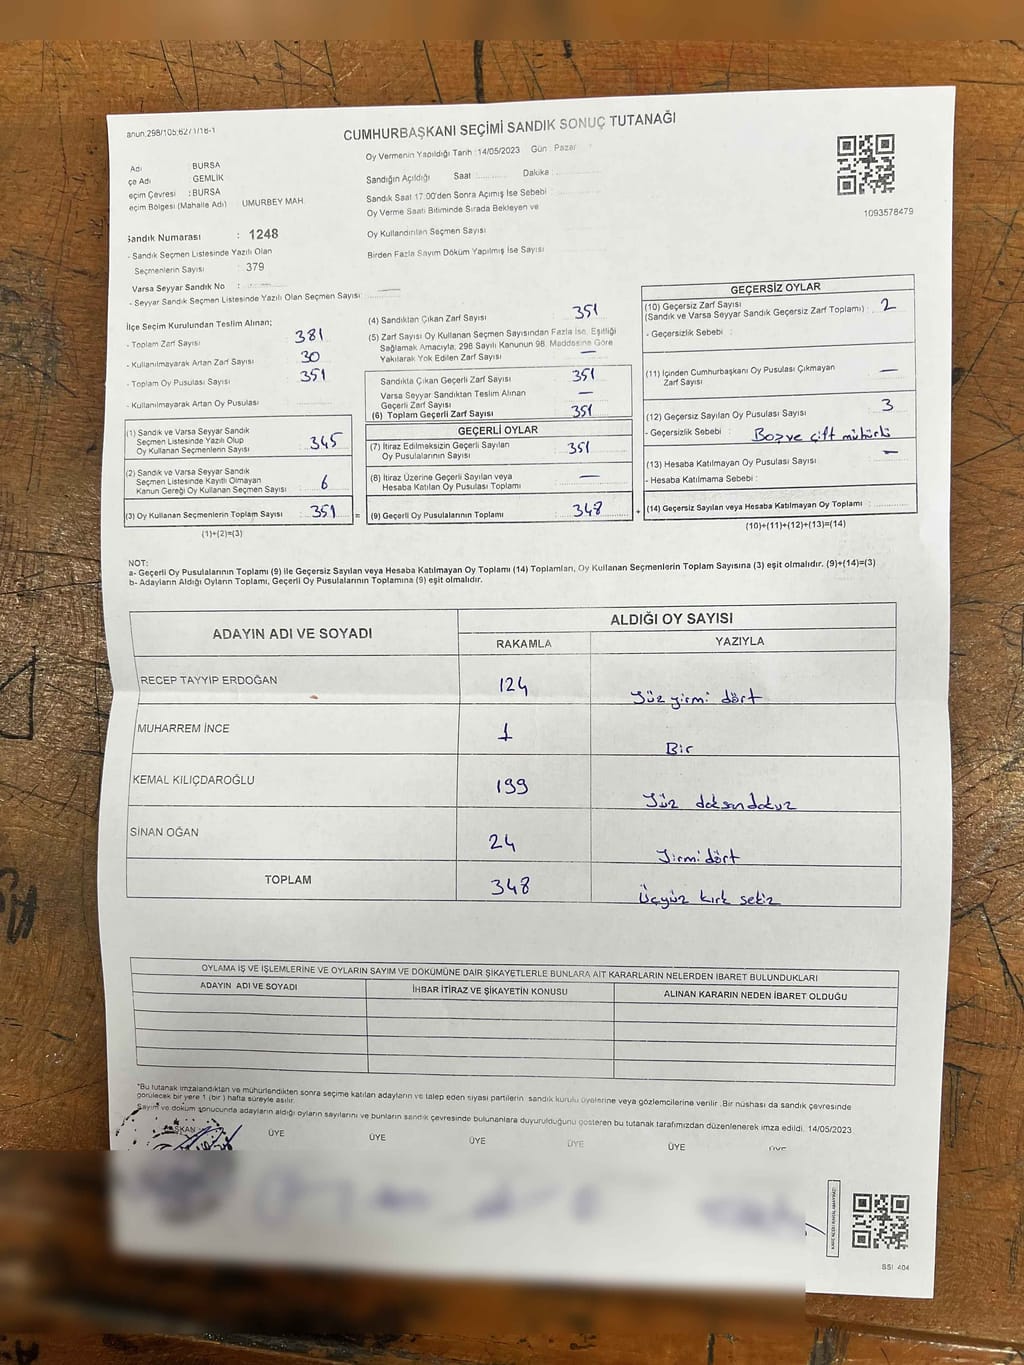 anun,298/105,627/1/16-1
CUMHURBAŞKANI SEÇİMİ SANDIK SONUÇ TUTANAĞI
Adı : BURSA
çe Adı : GEMLİK
eçim Çevresi : BURSA
eçim Bölgesi (Mahalle Adı) UMURBEY MAH.
Oy Vermenin Yapıldığı Tarih :14/05/2023 Gün : Pazar
Sandığın Açıldığı Saat :.......... Dakika :..............
Sandık Saat 17:00'den Sonra Açımış İse Sebebi
Oy Verme Saati Bitiminde Sırada Bekleyen ve
Oy Kullandırılan Seçmen Sayısı
Birden Fazla Sayım Döküm Yapılmış İse Sayısı
1093578479
Sandık Numarası : 1248
- Sandık Seçmen Listesinde Yazılı Olan
Seçmenlerin Sayısı : 379
Varsa Seyyar Sandık No :
- Seyyar Sandık Seçmen Listesinde Yazılı Olan Seçmen Sayısı :
İlçe Seçim Kurulundan Teslim Alınan;
- Toplam Zarf Sayısı : 381
- Kullanılmayarak Artan Zarf Sayısı : 30
- Toplam Oy Pusulası Sayısı : 351
- Kullanılmayarak Artan Oy Pusulası :
(1) Sandık ve Varsa Seyyar Sandık
Seçmen Listesinde Yazılı Olup
Oy Kullanan Seçmenlerin Sayısı : 345
(2) Sandık ve Varsa Seyyar Sandık
Seçmen Listesinde Kayıtlı Olmayan
Kanun Gereği Oy Kullanan Seçmen Sayısı : 6
(3) Oy Kullanan Seçmenlerin Toplam Sayısı : 351 =
(1)+(2)=(3)
(4) Sandıktan Çıkan Zarf Sayısı : 351
(5) Zarf Sayısı Oy Kullanan Seçmen Sayısından Fazla İse, Eşitliği
Sağlamak Amacıyla, 298 Sayılı Kanunun 98. Maddesine Göre
Yakılarak Yok Edilen Zarf Sayısı : —
Sandıkta Çıkan Geçerli Zarf Sayısı : 351
Varsa Seyyar Sandıktan Teslim Alınan
Geçerli Zarf Sayısı : —
(6) Toplam Geçerli Zarf Sayısı : 351
GEÇERLİ OYLAR
(7) İtiraz Edilmeksizin Geçerli Sayılan
Oy Pusulalarının Sayısı : 351
(8) İtiraz Üzerine Geçerli Sayılan veya
Hesaba Katılan Oy Pusulası Toplamı : —
(9) Geçerli Oy Pusulalarının Toplamı : 348 +
GEÇERSİZ OYLAR
(10) Geçersiz Zarf Sayısı
(Sandık ve Varsa Seyyar Sandık Geçersiz Zarf Toplamı) : 2
- Geçersizlik Sebebi :
(11) İçinden Cumhurbaşkanı Oy Pusulası Çıkmayan
Zarf Sayısı : —
(12) Geçersiz Sayılan Oy Pusulası Sayısı : 3
- Geçersizlik Sebebi : Boş ve çift mühürlü
(13) Hesaba Katılmayan Oy Pusulası Sayısı : —
- Hesaba Katılmama Sebebi :
(14) Geçersiz Sayılan veya Hesaba Katılmayan Oy Toplamı :
(10)+(11)+(12)+(13)=(14)
NOT:
a- Geçerli Oy Pusulalarının Toplamı (9) ile Geçersiz Sayılan veya Hesaba Katılmayan Oy Toplamı (14) Toplamları, Oy Kullanan Seçmenlerin Toplam Sayısına (3) eşit olmalıdır. (9)+(14)=(3)
b- Adayların Aldığı Oyların Toplamı, Geçerli Oy Pusulalarının Toplamına (9) eşit olmalıdır.
ADAYIN ADI VE SOYADI ALDIĞI OY SAYISI
RAKAMLA YAZIYLA
RECEP TAYYİP ERDOĞAN 124 Yüz yirmi dört
MUHARREM İNCE 1 Bir
KEMAL KILIÇDAROĞLU 199 Yüz doksandokuz
SİNAN OĞAN 24 Yirmi dört
TOPLAM 348 Üçyüz kırk sekiz
OYLAMA İŞ VE İŞLEMLERİNE VE OYLARIN SAYIM VE DÖKÜMÜNE DAİR ŞİKAYETLERLE BUNLARA AİT KARARLARIN NELERDEN İBARET BULUNDUKLARI
ADAYIN ADI VE SOYADI İHBAR İTİRAZ VE ŞİKAYETİN KONUSU ALINAN KARARIN NEDEN İBARET OLDUĞU
*Bu tutanak imzalandıktan ve mühürlendikten sonra seçime katılan adayların ve talep eden siyasi partilerin sandık kurulu üyelerine veya gözlemcilerine verilir .Bir nüshası da sandık çevresinde
görülecek bir yere 1 (bir ) hafta süreyle asılır.
Sayım ve döküm sonucunda adayların aldığı oyların sayılarını ve bunların sandık çevresinde bulunanlara duyurulduğunu gösteren bu tutanak tarafımızdan düzenlenerek imza edildi. 14/05/2023
BAŞKAN ÜYE ÜYE ÜYE ÜYE ÜYE ÜYE
SSI 404